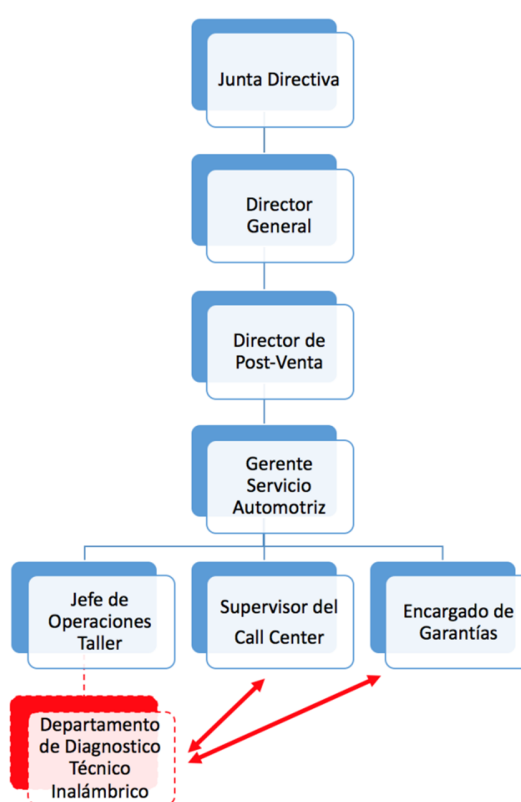 Junta Directiva
Director
General
Director de
Post-Venta
Gerente
Servicio
Automotriz
Jefe de
Operaciones
Taller
Supervisor del
Call Center
Encargado de
Garantías
Departamento
de Diagnostico
Técnico
Inalámbrico